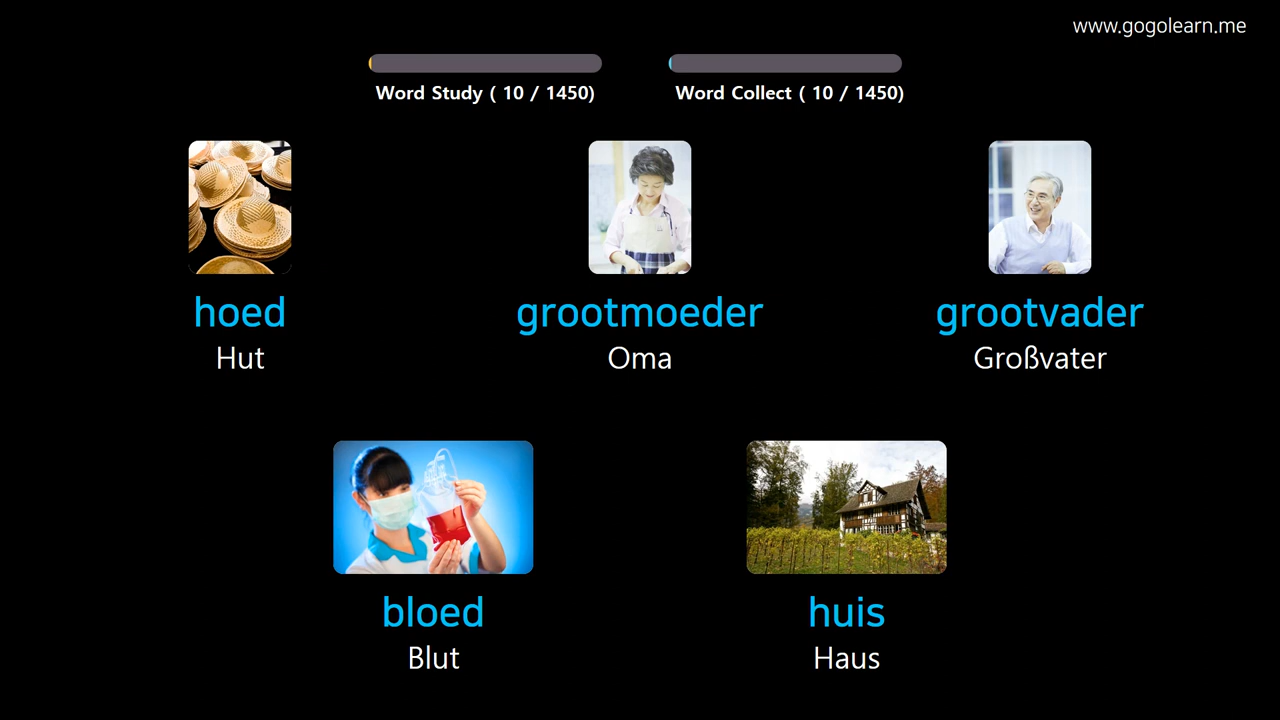 www.gogolearn.me
Word Study ( 10 / 1450)
Word Collect ( 10 / 1450)
hoed
Hut
grootmoeder
Oma
grootvader
Großvater
bloed
Blut
huis
Haus